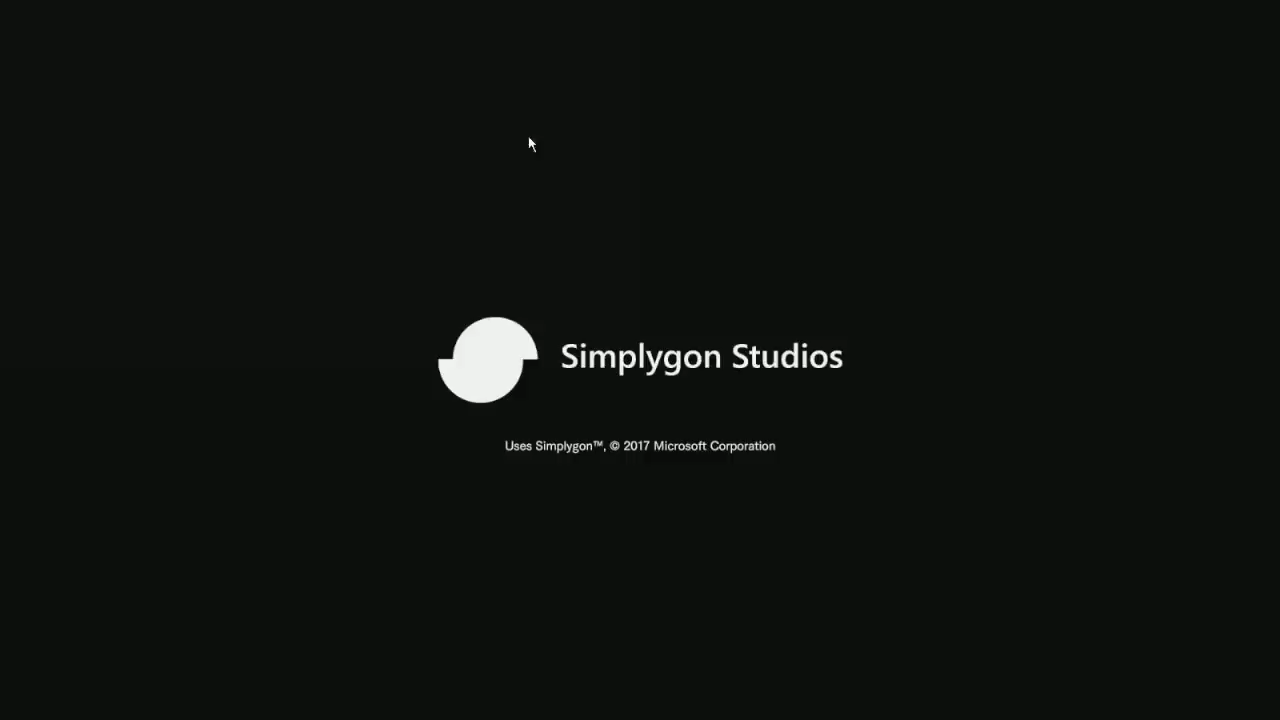 Simplygon Studios
Uses Simplygon™, © 2017 Microsoft Corporation